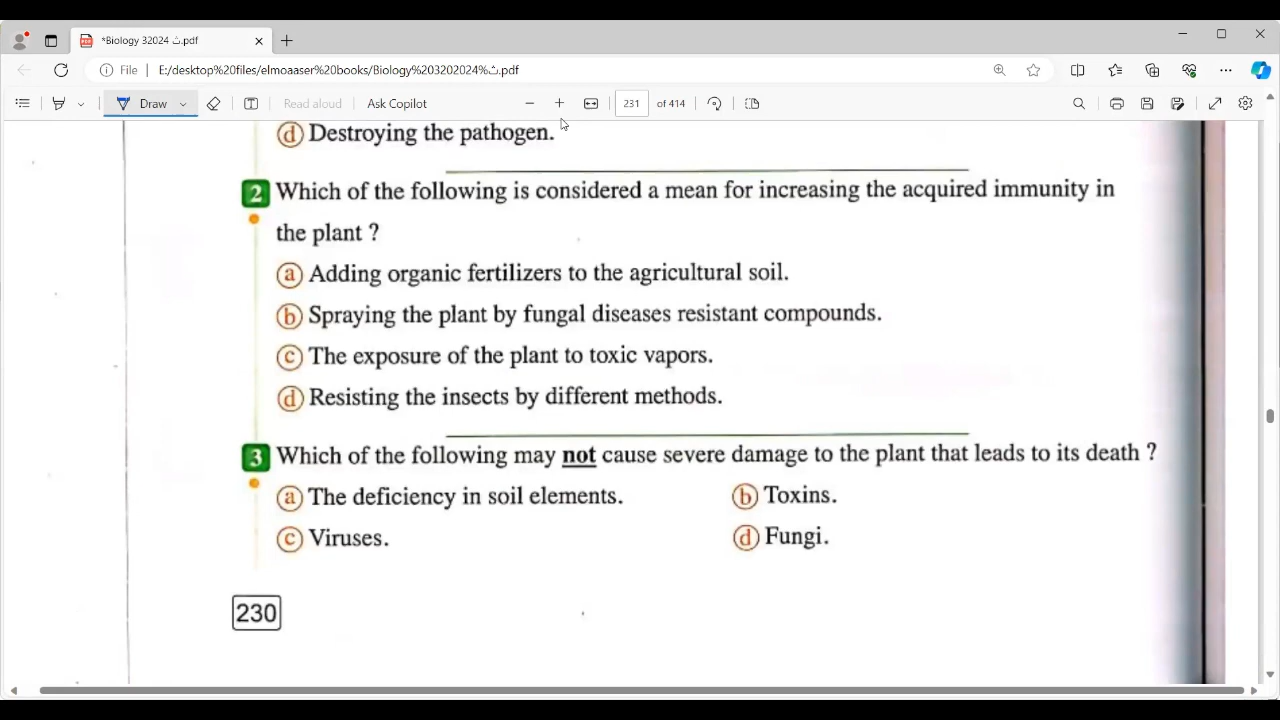 *Biology 32024 ث.pdf
File
E:/desktop%20files/elmoaaser%20books/Biology%203202024%ث.pdf
Draw
Read aloud
Ask Copilot
231
of 414
d Destroying the pathogen.
2 Which of the following is considered a mean for increasing the acquired immunity in
the plant ?
a Adding organic fertilizers to the agricultural soil.
b Spraying the plant by fungal diseases resistant compounds.
c The exposure of the plant to toxic vapors.
d Resisting the insects by different methods.
3 Which of the following may not cause severe damage to the plant that leads to its death ?
a The deficiency in soil elements.
b Toxins.
c Viruses.
d Fungi.
230